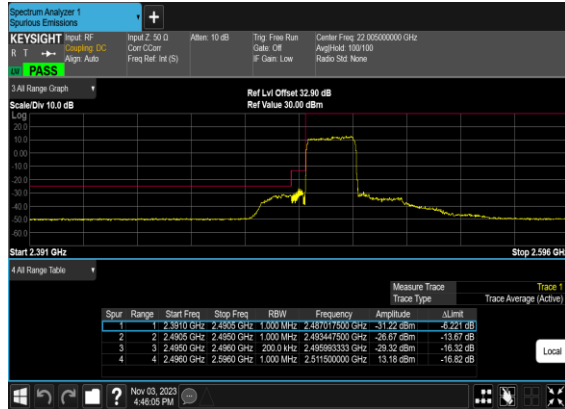 Spectrum Analyzer 1
Spurious Emissions
KEYSIGHT
R T
LV PASS
Input: RF
Coupling: DC
Align: Auto
Input Z: 50 Ω
Corr CCorr
Freq Ref: Int (S)
Atten: 10 dB
Trig: Free Run
Gate: Off
IF Gain: Low
Center Freq: 22.005000000 GHz
Avg|Hold: 100/100
Radio Std: None
3 All Range Graph
Scale/Div 10.0 dB
Ref Lvl Offset 32.90 dB
Ref Value 30.00 dBm
Log
20.0
10.0
0.00
-10.0
-20.0
-30.0
-40.0
-50.0
-60.0
Start 2.391 GHz
Stop 2.596 GHz
4 All Range Table
Measure Trace Trace 1
Trace Type Trace Average (Active)
Spur Range Start Freq Stop Freq RBW Frequency Amplitude ΔLimit
1 1 2.3910 GHz 2.4905 GHz 1.000 MHz 2.487017500 GHz -31.22 dBm -6.221 dB
2 2 2.4905 GHz 2.4950 GHz 1.000 MHz 2.493447500 GHz -26.67 dBm -13.67 dB
3 3 2.4950 GHz 2.4960 GHz 200.0 kHz 2.495993333 GHz -29.32 dBm -16.32 dB
4 4 2.4960 GHz 2.5960 GHz 1.000 MHz 2.511500000 GHz 13.18 dBm -16.82 dB
Local
Nov 03, 2023
4:46:05 PM